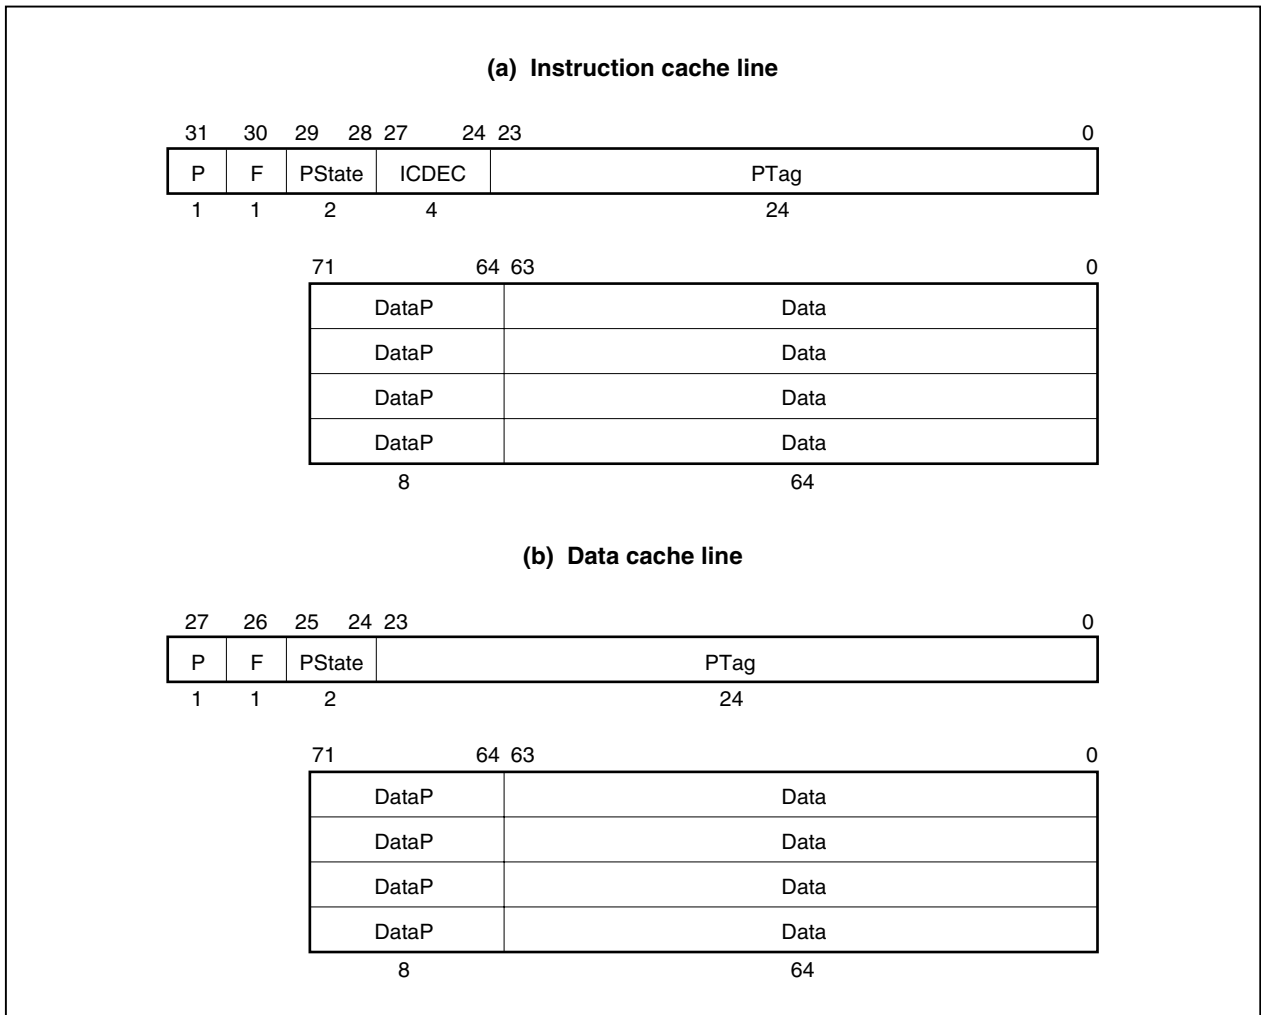 (a) Instruction cache line
31 30 29 28 27 24 23 0
P F PState ICDEC PTag
1 1 2 4 24
71 64 63 0
DataP Data
DataP Data
DataP Data
DataP Data
8 64
(b) Data cache line
27 26 25 24 23 0
P F PState PTag
1 1 2 24
71 64 63 0
DataP Data
DataP Data
DataP Data
DataP Data
8 64